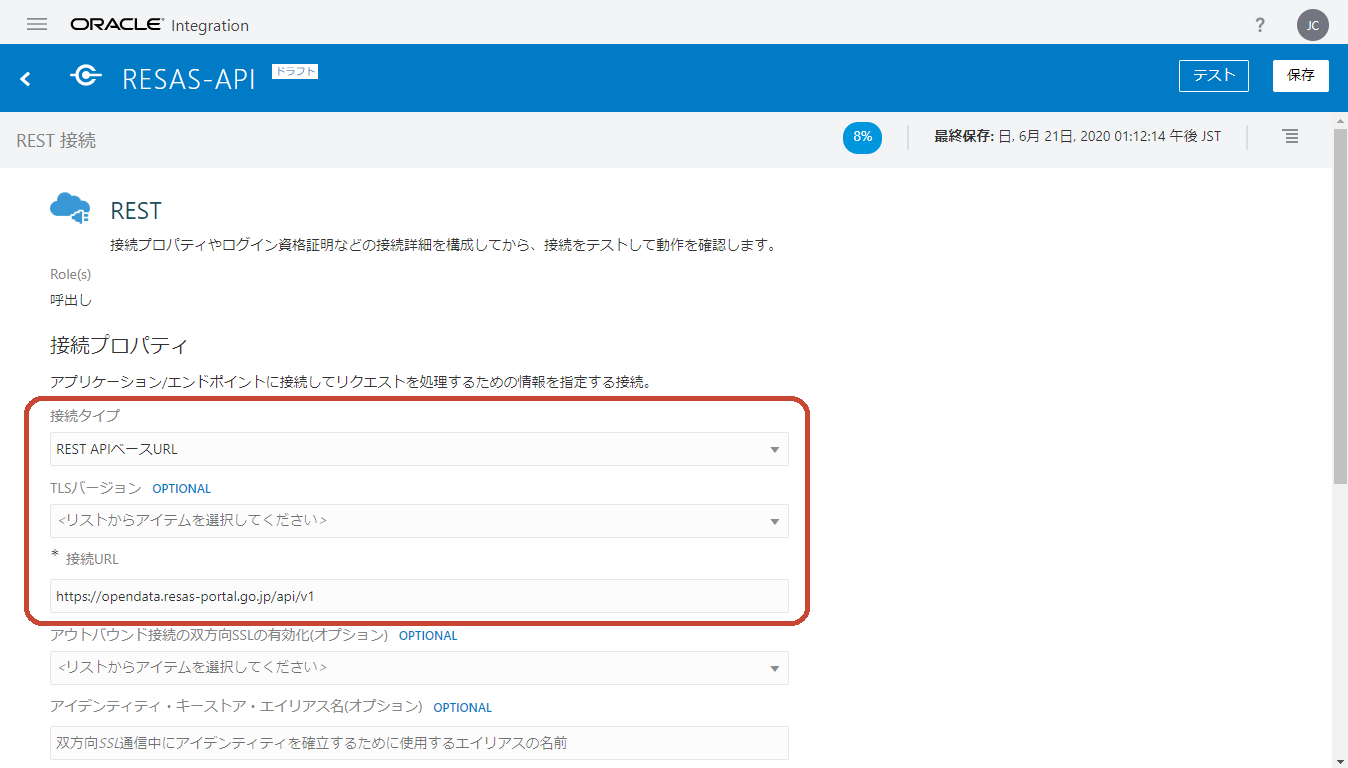 ORACLE Integration
?
JC
RESAS-API ドラフト
テスト
保存
REST 接続
8%
最終保存: 日, 6月 21日, 2020 01:12:14 午後 JST
REST
接続プロパティやログイン資格証明などの接続詳細を構成してから、接続をテストして動作を確認します。
Role(s)
呼出し
接続プロパティ
アプリケーション/エンドポイントに接続してリクエストを処理するための情報を指定する接続。
接続タイプ
REST APIベースURL
TLSバージョン OPTIONAL
<リストからアイテムを選択してください>
* 接続URL
https://opendata.resas-portal.go.jp/api/v1
アウトバウンド接続の双方向SSLの有効化(オプション) OPTIONAL
<リストからアイテムを選択してください>
アイデンティティ・キーストア・エイリアス名(オプション) OPTIONAL
双方向SSL通信中にアイデンティティを確立するために使用するエイリアスの名前